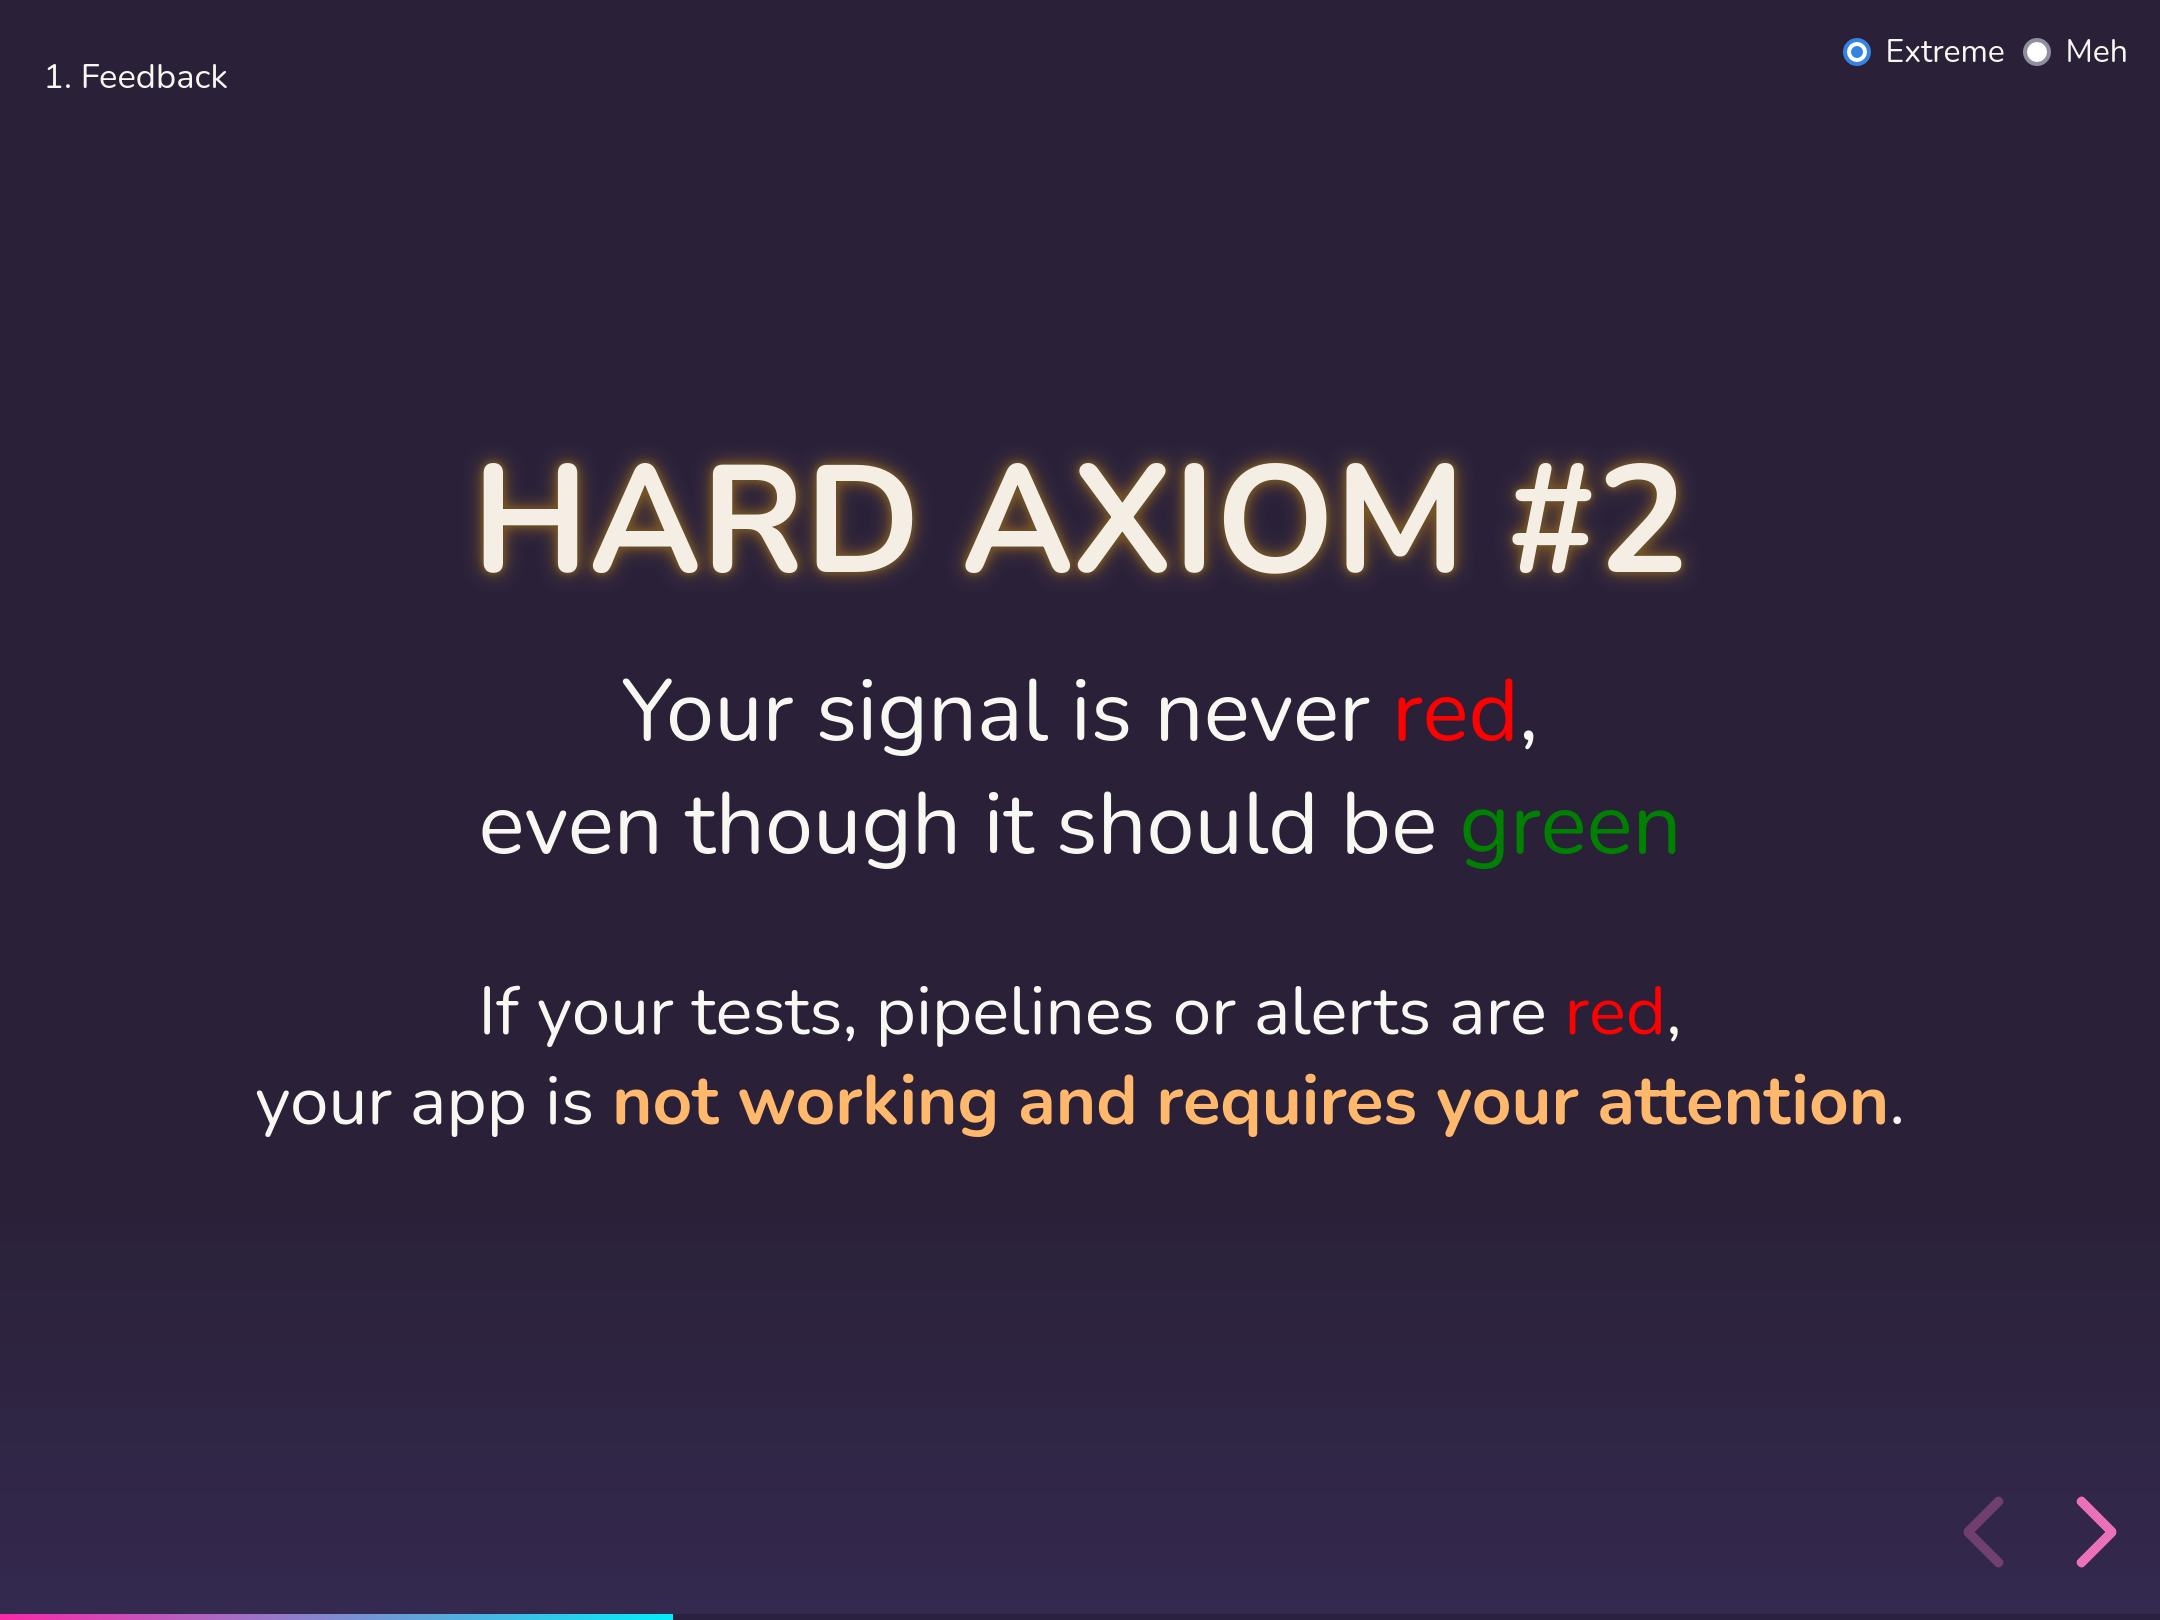 1. Feedback
Extreme Meh
HARD AXIOM #2
Your signal is never red,
even though it should be green
If your tests, pipelines or alerts are red,
your app is not working and requires your attention.